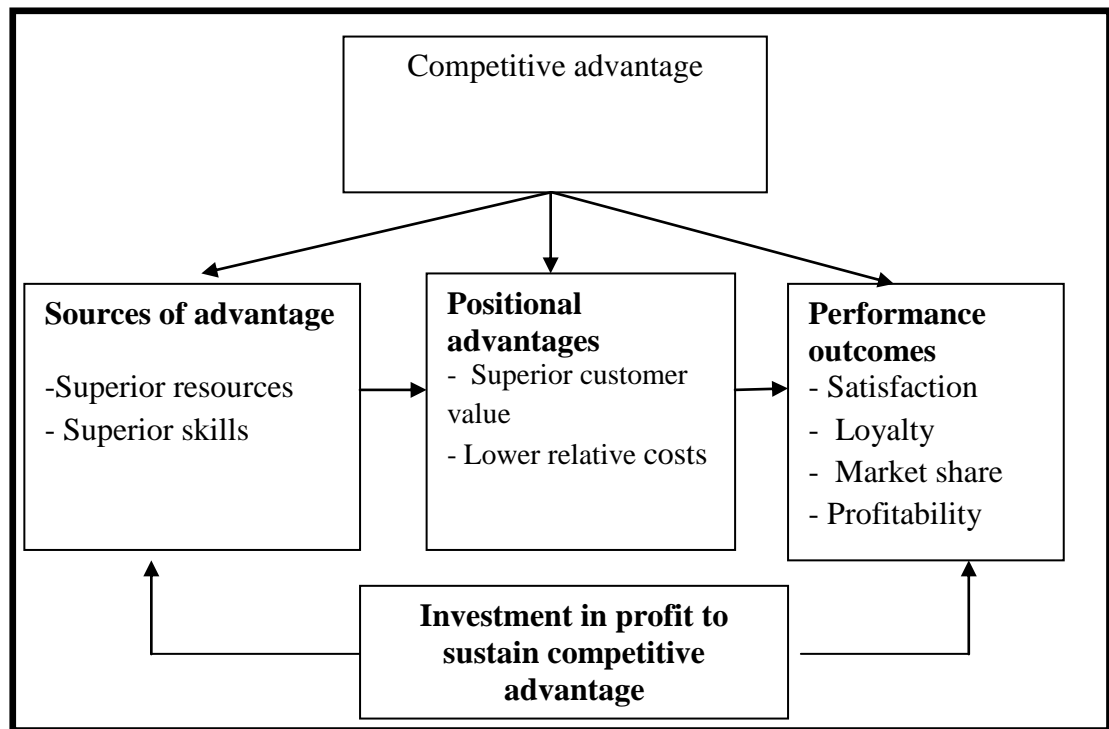 Competitive advantage
Sources of advantage
-Superior resources
- Superior skills
Positional
advantages
- Superior customer
value
- Lower relative costs
Performance
outcomes
- Satisfaction
- Loyalty
- Market share
- Profitability
Investment in profit to
sustain competitive
advantage